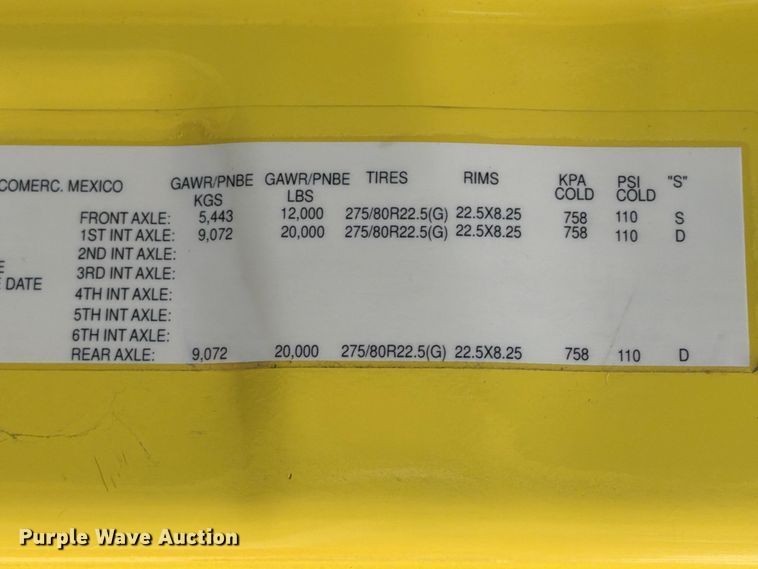 COMERC. MEXICO GAWR/PNBE KGS GAWR/PNBE LBS TIRES RIMS KPA COLD PSI COLD "S"
FRONT AXLE: 5,443 12,000 275/80R22.5(G) 22.5X8.25 758 110 S
1ST INT AXLE: 9,072 20,000 275/80R22.5(G) 22.5X8.25 758 110 D
2ND INT AXLE:
E 3RD INT AXLE:
DATE 4TH INT AXLE:
5TH INT AXLE:
6TH INT AXLE:
REAR AXLE: 9,072 20,000 275/80R22.5(G) 22.5X8.25 758 110 D
Purple Wave Auction